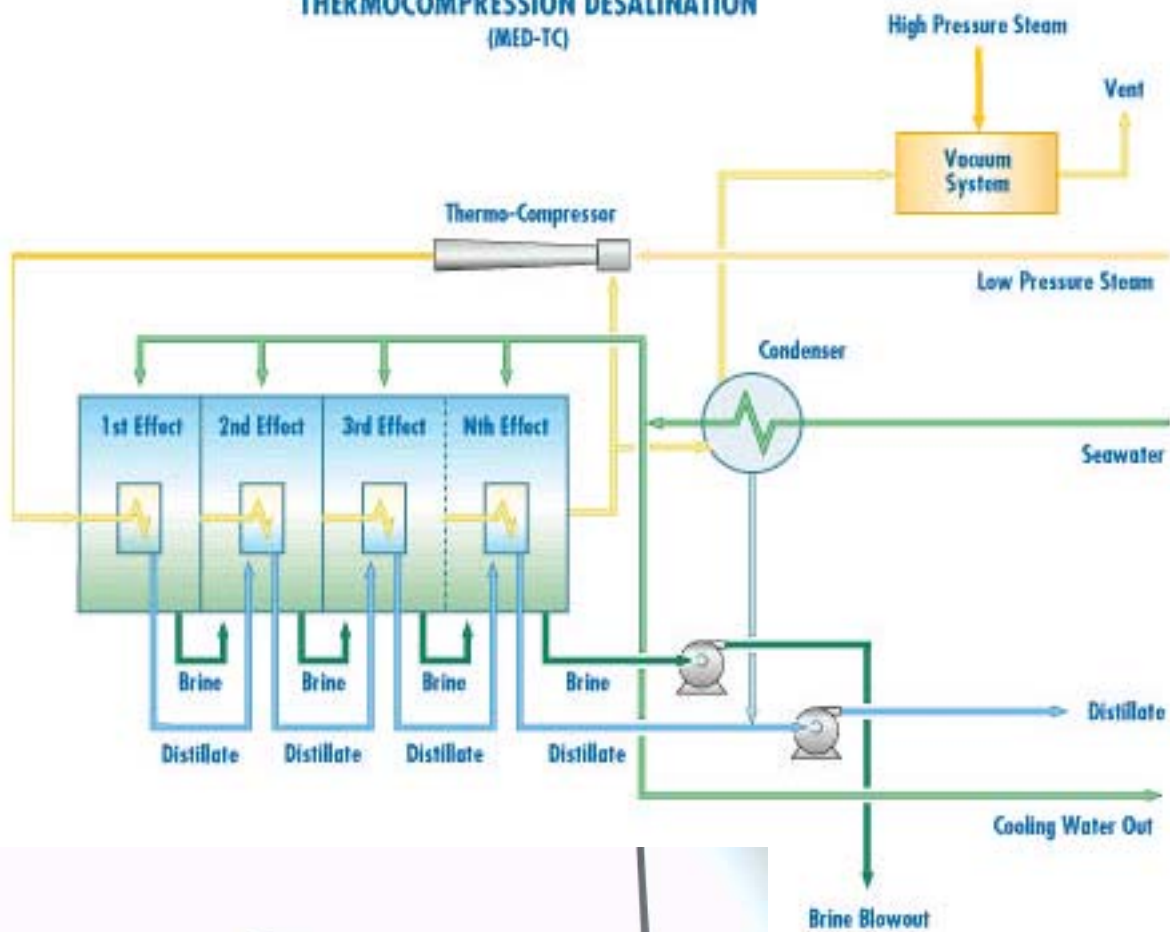 THERMOCOMPRESSION DESALINATION
(MED-TC)
High Pressure Steam
Vent
Vacuum
System
Thermo-Compressor
Low Pressure Steam
Condenser
1st Effect
2nd Effect
3rd Effect
Nth Effect
Seawater
Brine
Brine
Brine
Brine
Distillate
Distillate
Distillate
Distillate
Distillate
Cooling Water Out
Brine Blowout